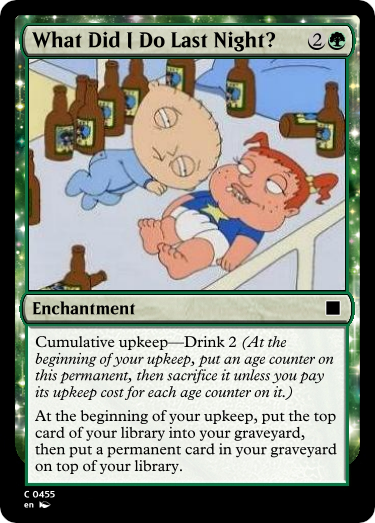 What Did I Do Last Night? 2
Enchantment
Cumulative upkeep—Drink 2 (At the
beginning of your upkeep, put an age counter on
this permanent, then sacrifice it unless you pay
its upkeep cost for each age counter on it.)
At the beginning of your upkeep, put the top
card of your library into your graveyard,
then put a permanent card in your graveyard
on top of your library.
C 0455
en